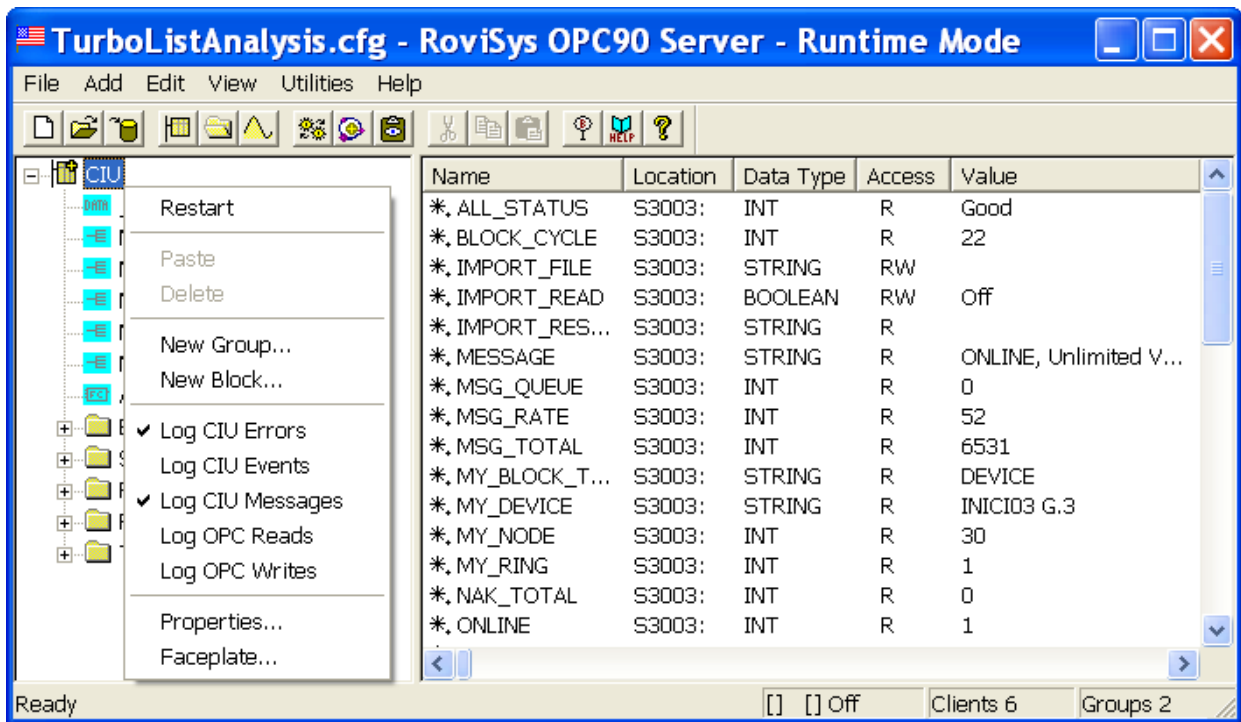 TurboListAnalysis.cfg - RoviSys OPC90 Server - Runtime Mode
File Add Edit View Utilities Help
HELP
CIU
DATA
FC
Restart
Paste
Delete
New Group...
New Block...
Log CIU Errors
Log CIU Events
Log CIU Messages
Log OPC Reads
Log OPC Writes
Properties...
Faceplate...
Name Location Data Type Access Value
ALL_STATUS S3003: INT R Good
BLOCK_CYCLE S3003: INT R 22
IMPORT_FILE S3003: STRING RW
IMPORT_READ S3003: BOOLEAN RW Off
IMPORT_RES... S3003: STRING R
MESSAGE S3003: STRING R ONLINE, Unlimited V...
MSG_QUEUE S3003: INT R 0
MSG_RATE S3003: INT R 52
MSG_TOTAL S3003: INT R 6531
MY_BLOCK_T... S3003: STRING R DEVICE
MY_DEVICE S3003: STRING R INICI03 G.3
MY_NODE S3003: INT R 30
MY_RING S3003: INT R 1
NAK_TOTAL S3003: INT R 0
ONLINE S3003: INT R 1
Ready [] [] Off Clients 6 Groups 2